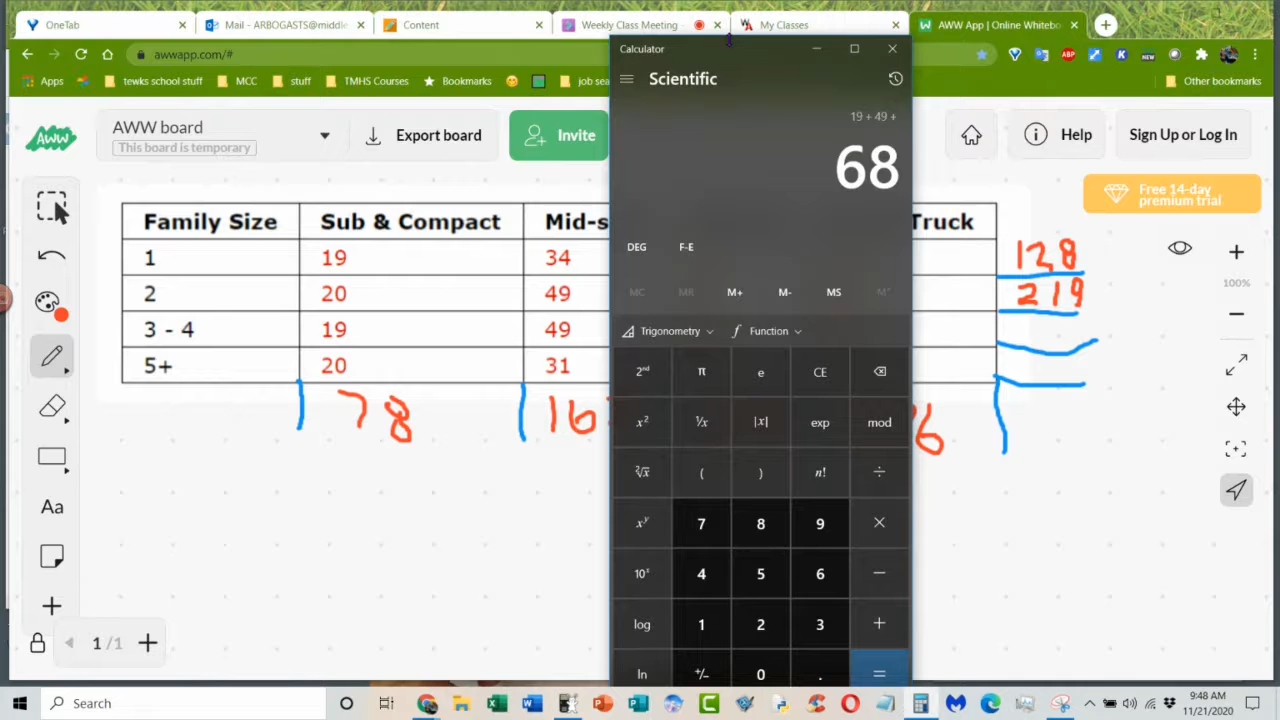 OneTab
Mail - ARBOGASTS@middle
Content
Weekly Class Meeting
My Classes
AWW App | Online Whitebo
awwapp.com/#
ABP
NEW
Apps
tewks school stuff
MCC
stuff
TMHS Courses
Bookmarks
job sea
Other bookmarks
AWW
AWW board
This board is temporary
Export board
Invite
Help
Sign Up or Log In
Free 14-day
premium trial
100%
Family Size Sub & Compact Mid-s Truck
1 19 34 128
2 20 49 219
3 - 4 19 49
5+ 20 31
78 16 6
Calculator
Scientific
19 + 49 +
68
DEG F-E
MC MR M+ M- MS M˅
Trigonometry Function
2nd π e CE
x² ¹/x |x| exp mod
²√x ( ) n! ÷
xʸ 7 8 9 ×
10ˣ 4 5 6 −
log 1 2 3 +
ln +/− 0 . =
Aa
1 / 1
Search
9:48 AM
11/21/2020